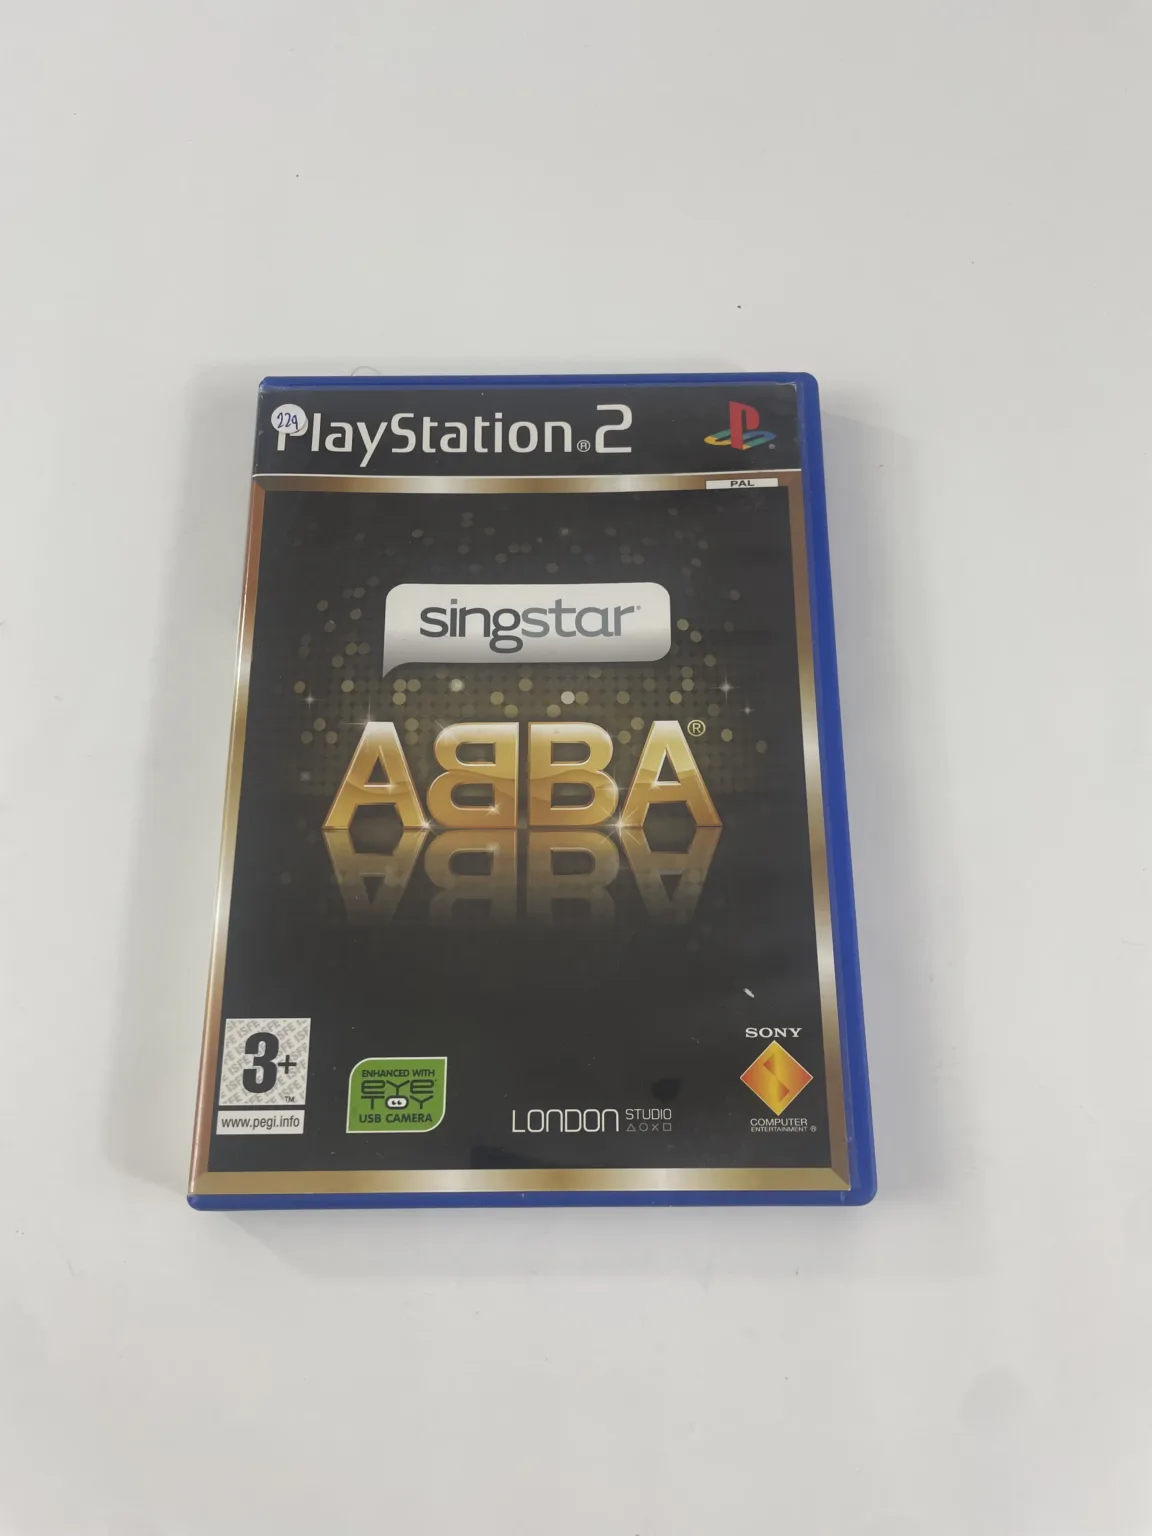 229
PlayStation®2
PAL
singstar
ABBA®
3+
TM
www.pegi.info
ENHANCED WITH
EYE
TOY
USB CAMERA
LONDON STUDIO
SONY
COMPUTER
ENTERTAINMENT ®